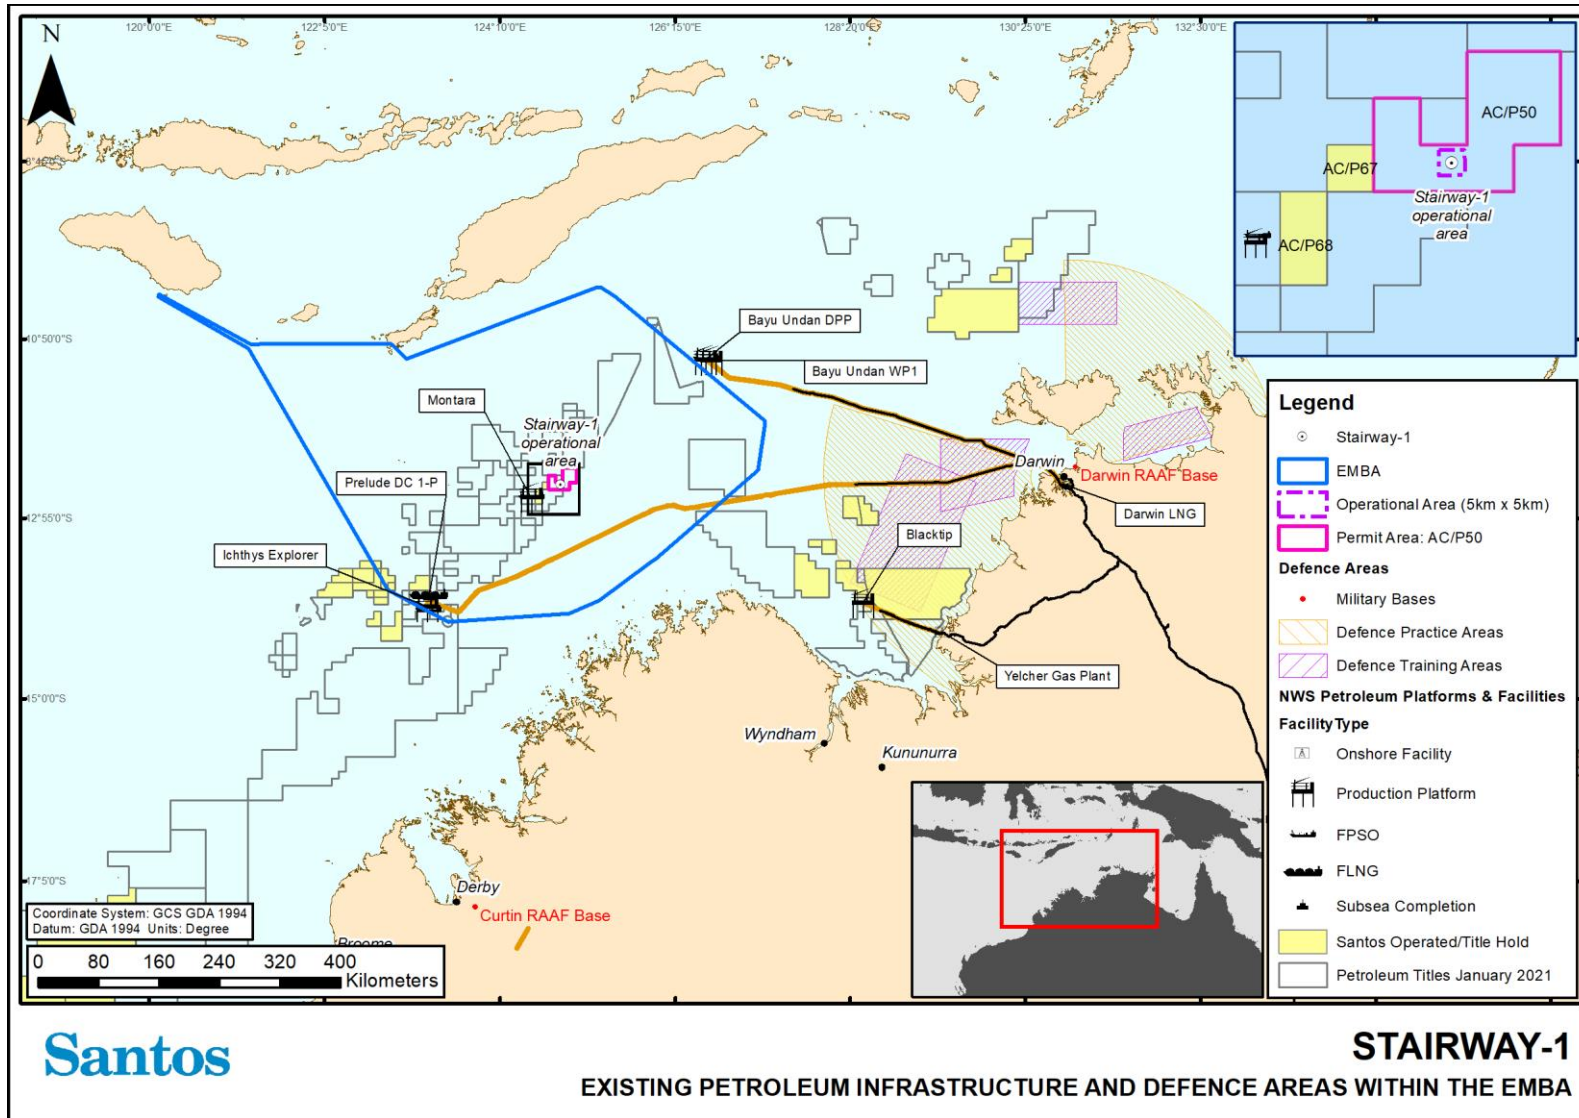 120°0'0"E
122°5'0"E
124°10'0"E
126°15'0"E
128°20'0"E
130°25'0"E
132°30'0"E
N
8°45'0"S
10°50'0"S
12°55'0"S
15°0'0"S
17°5'0"S
AC/P50
AC/P67
AC/P68
Stairway-1
operational
area
Bayu Undan DPP
Bayu Undan WP1
Montara
Stairway-1
operational
area
Prelude DC 1-P
Ichthys Explorer
Darwin
Darwin RAAF Base
Darwin LNG
Blacktip
Yelcher Gas Plant
Wyndham
Kununurra
Derby
Curtin RAAF Base
Broome
Coordinate System: GCS GDA 1994
Datum: GDA 1994 Units: Degree
0 80 160 240 320 400
Kilometers
Legend
Stairway-1
EMBA
Operational Area (5km x 5km)
Permit Area: AC/P50
Defence Areas
Military Bases
Defence Practice Areas
Defence Training Areas
NWS Petroleum Platforms & Facilities
FacilityType
Onshore Facility
Production Platform
FPSO
FLNG
Subsea Completion
Santos Operated/Title Hold
Petroleum Titles January 2021
Santos
STAIRWAY-1
EXISTING PETROLEUM INFRASTRUCTURE AND DEFENCE AREAS WITHIN THE EMBA